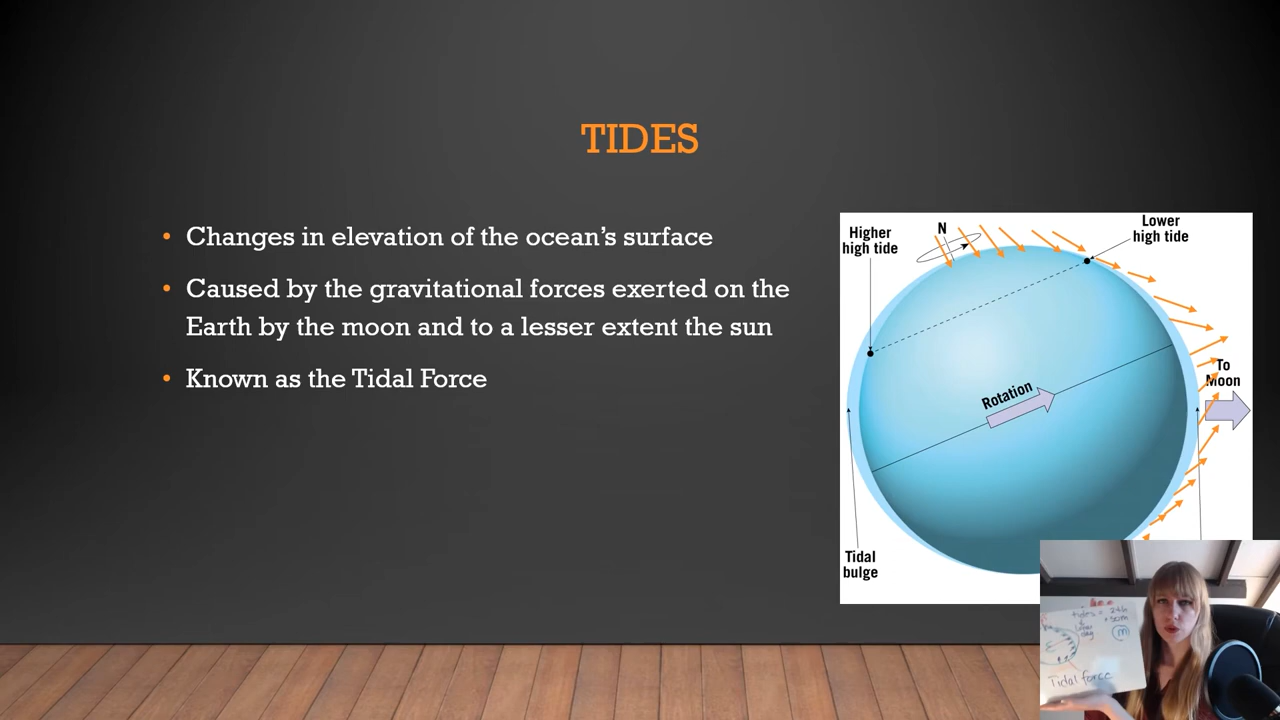 TIDES
• Changes in elevation of the ocean’s surface
• Caused by the gravitational forces exerted on the
Earth by the moon and to a lesser extent the sun
• Known as the Tidal Force
Higher
high tide
N
Lower
high tide
Rotation
To
Moon
Tidal
bulge
tides =
day
m
Tidal force